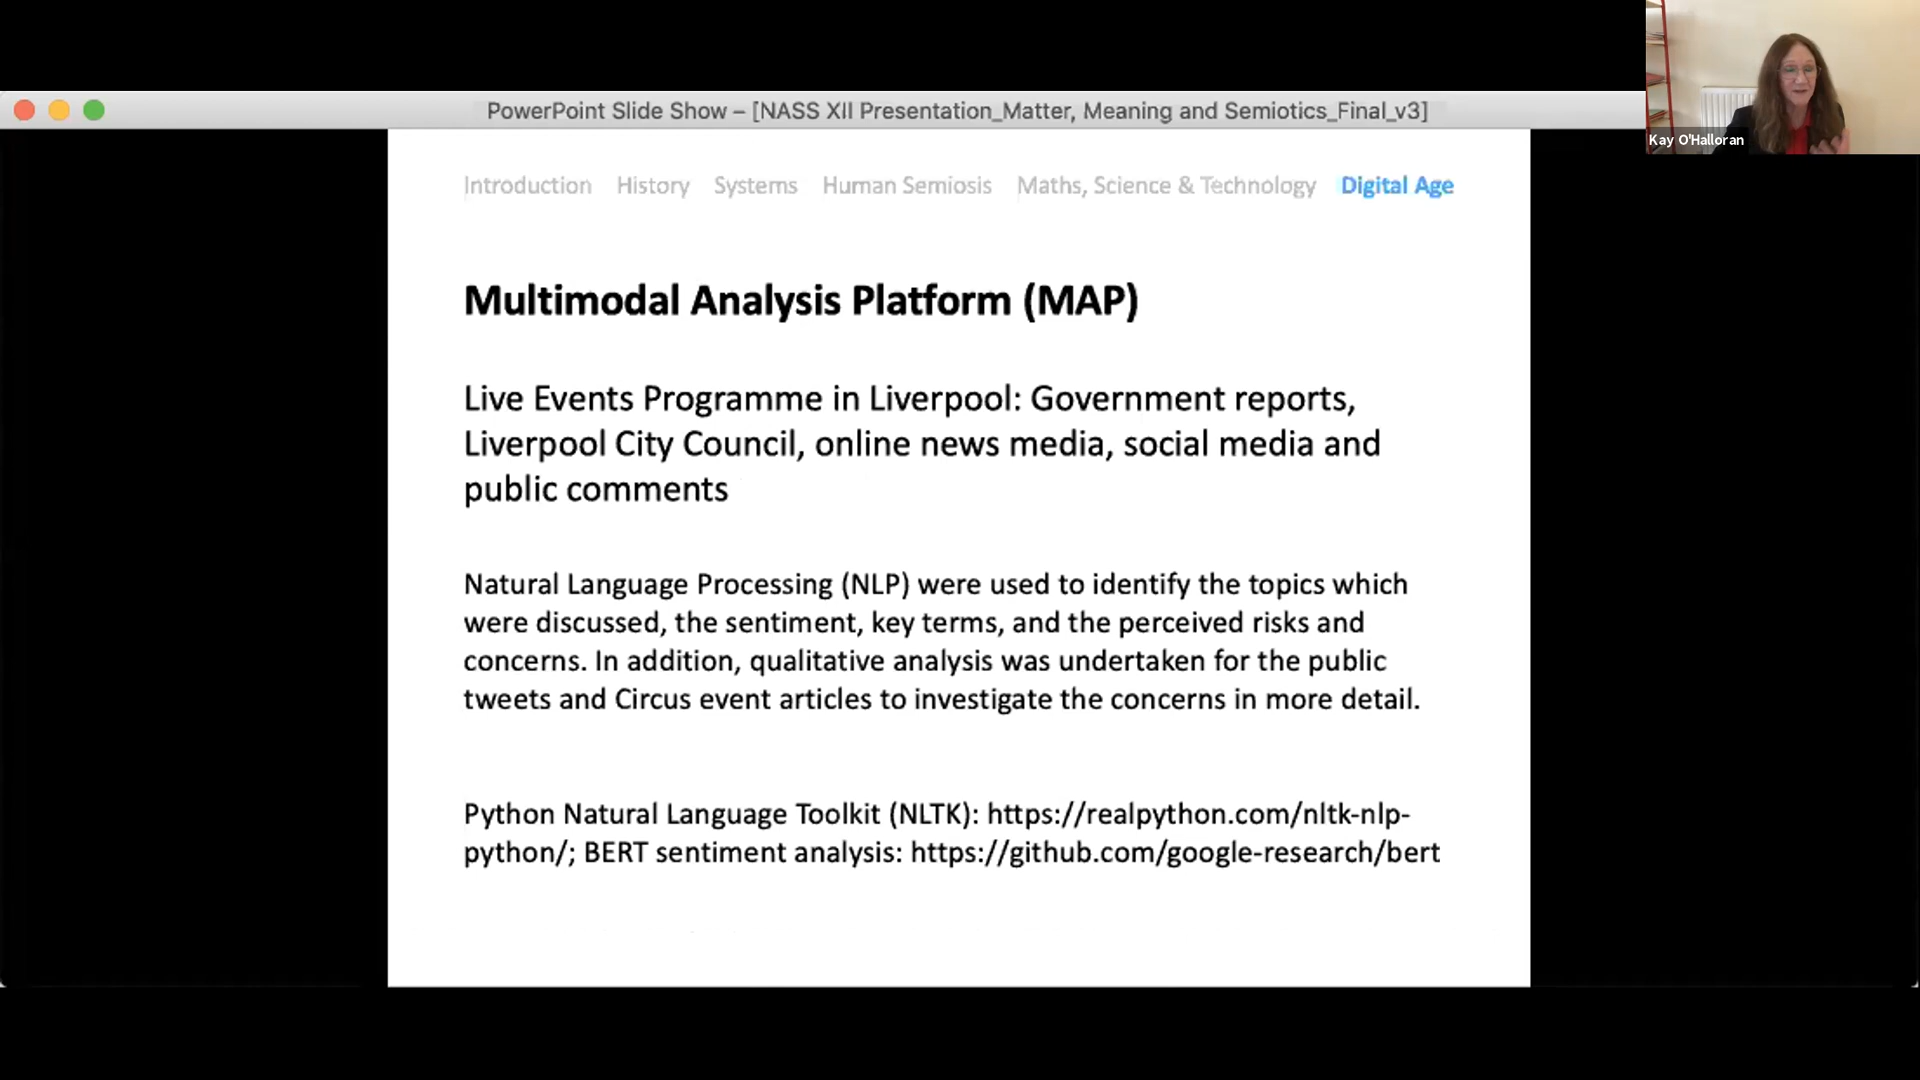 PowerPoint Slide Show – [NASS XII Presentation_Matter, Meaning and Semiotics_Final_v3]
Kay O'Halloran
Introduction History Systems Human Semiosis Maths, Science & Technology Digital Age
Multimodal Analysis Platform (MAP)
Live Events Programme in Liverpool: Government reports,
Liverpool City Council, online news media, social media and
public comments
Natural Language Processing (NLP) were used to identify the topics which
were discussed, the sentiment, key terms, and the perceived risks and
concerns. In addition, qualitative analysis was undertaken for the public
tweets and Circus event articles to investigate the concerns in more detail.
Python Natural Language Toolkit (NLTK): https://realpython.com/nltk-nlp-
python/; BERT sentiment analysis: https://github.com/google-research/bert